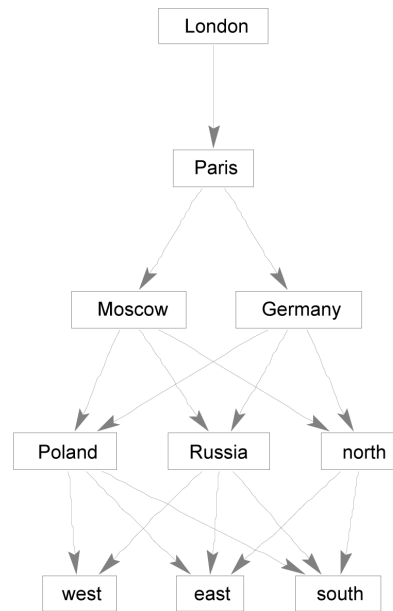 London
Paris
Moscow Germany
Poland Russia north
west east south